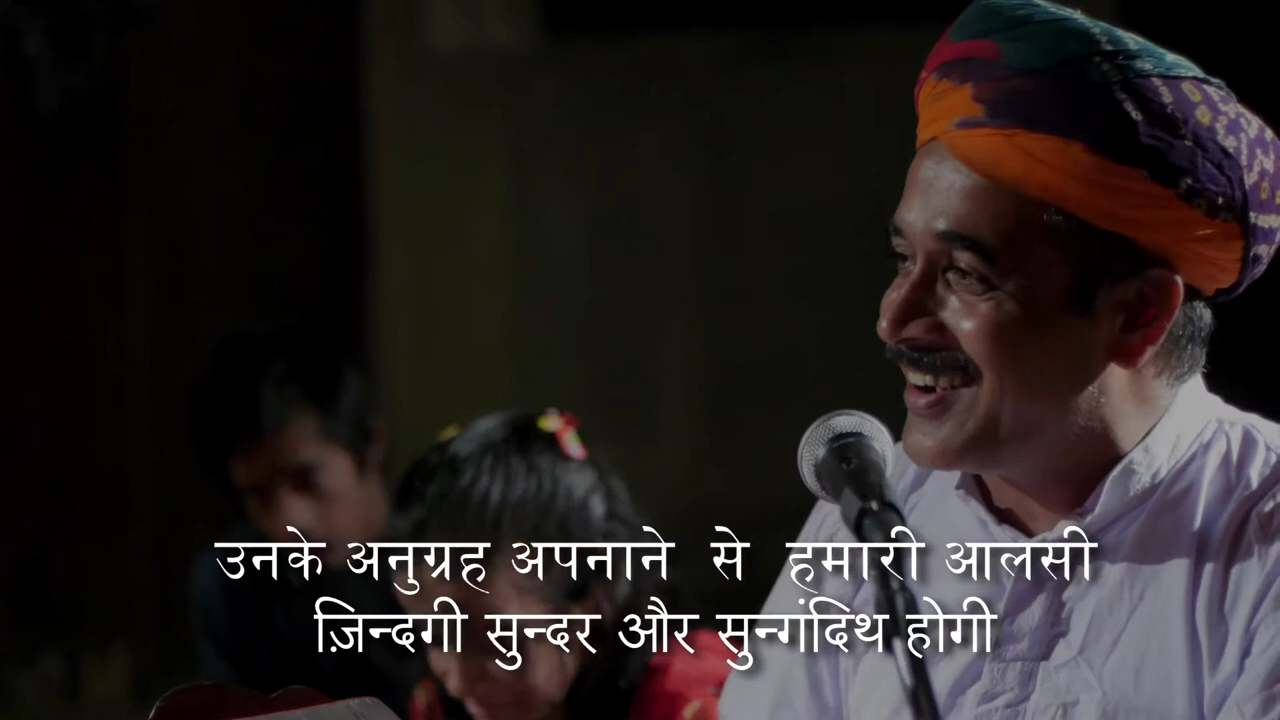 उनके अनुग्रह अपनाने से हमारी आलसी
ज़िन्दगी सुन्दर और सुन्गंदिथ होगी